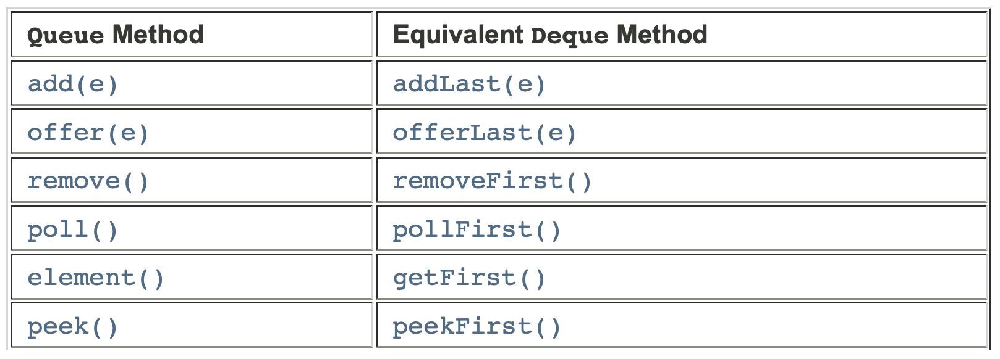 Queue Method Equivalent Deque Method
add(e) addLast(e)
offer(e) offerLast(e)
remove() removeFirst()
poll() pollFirst()
element() getFirst()
peek() peekFirst()